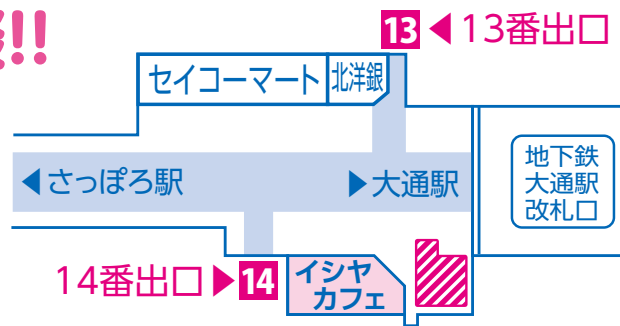 !!
13 ◀13番出口
セイコーマート 北洋銀
◀さっぽろ駅 ▶大通駅
地下鉄
大通駅
改札口
14番出口▶14
イシヤ
カフェ